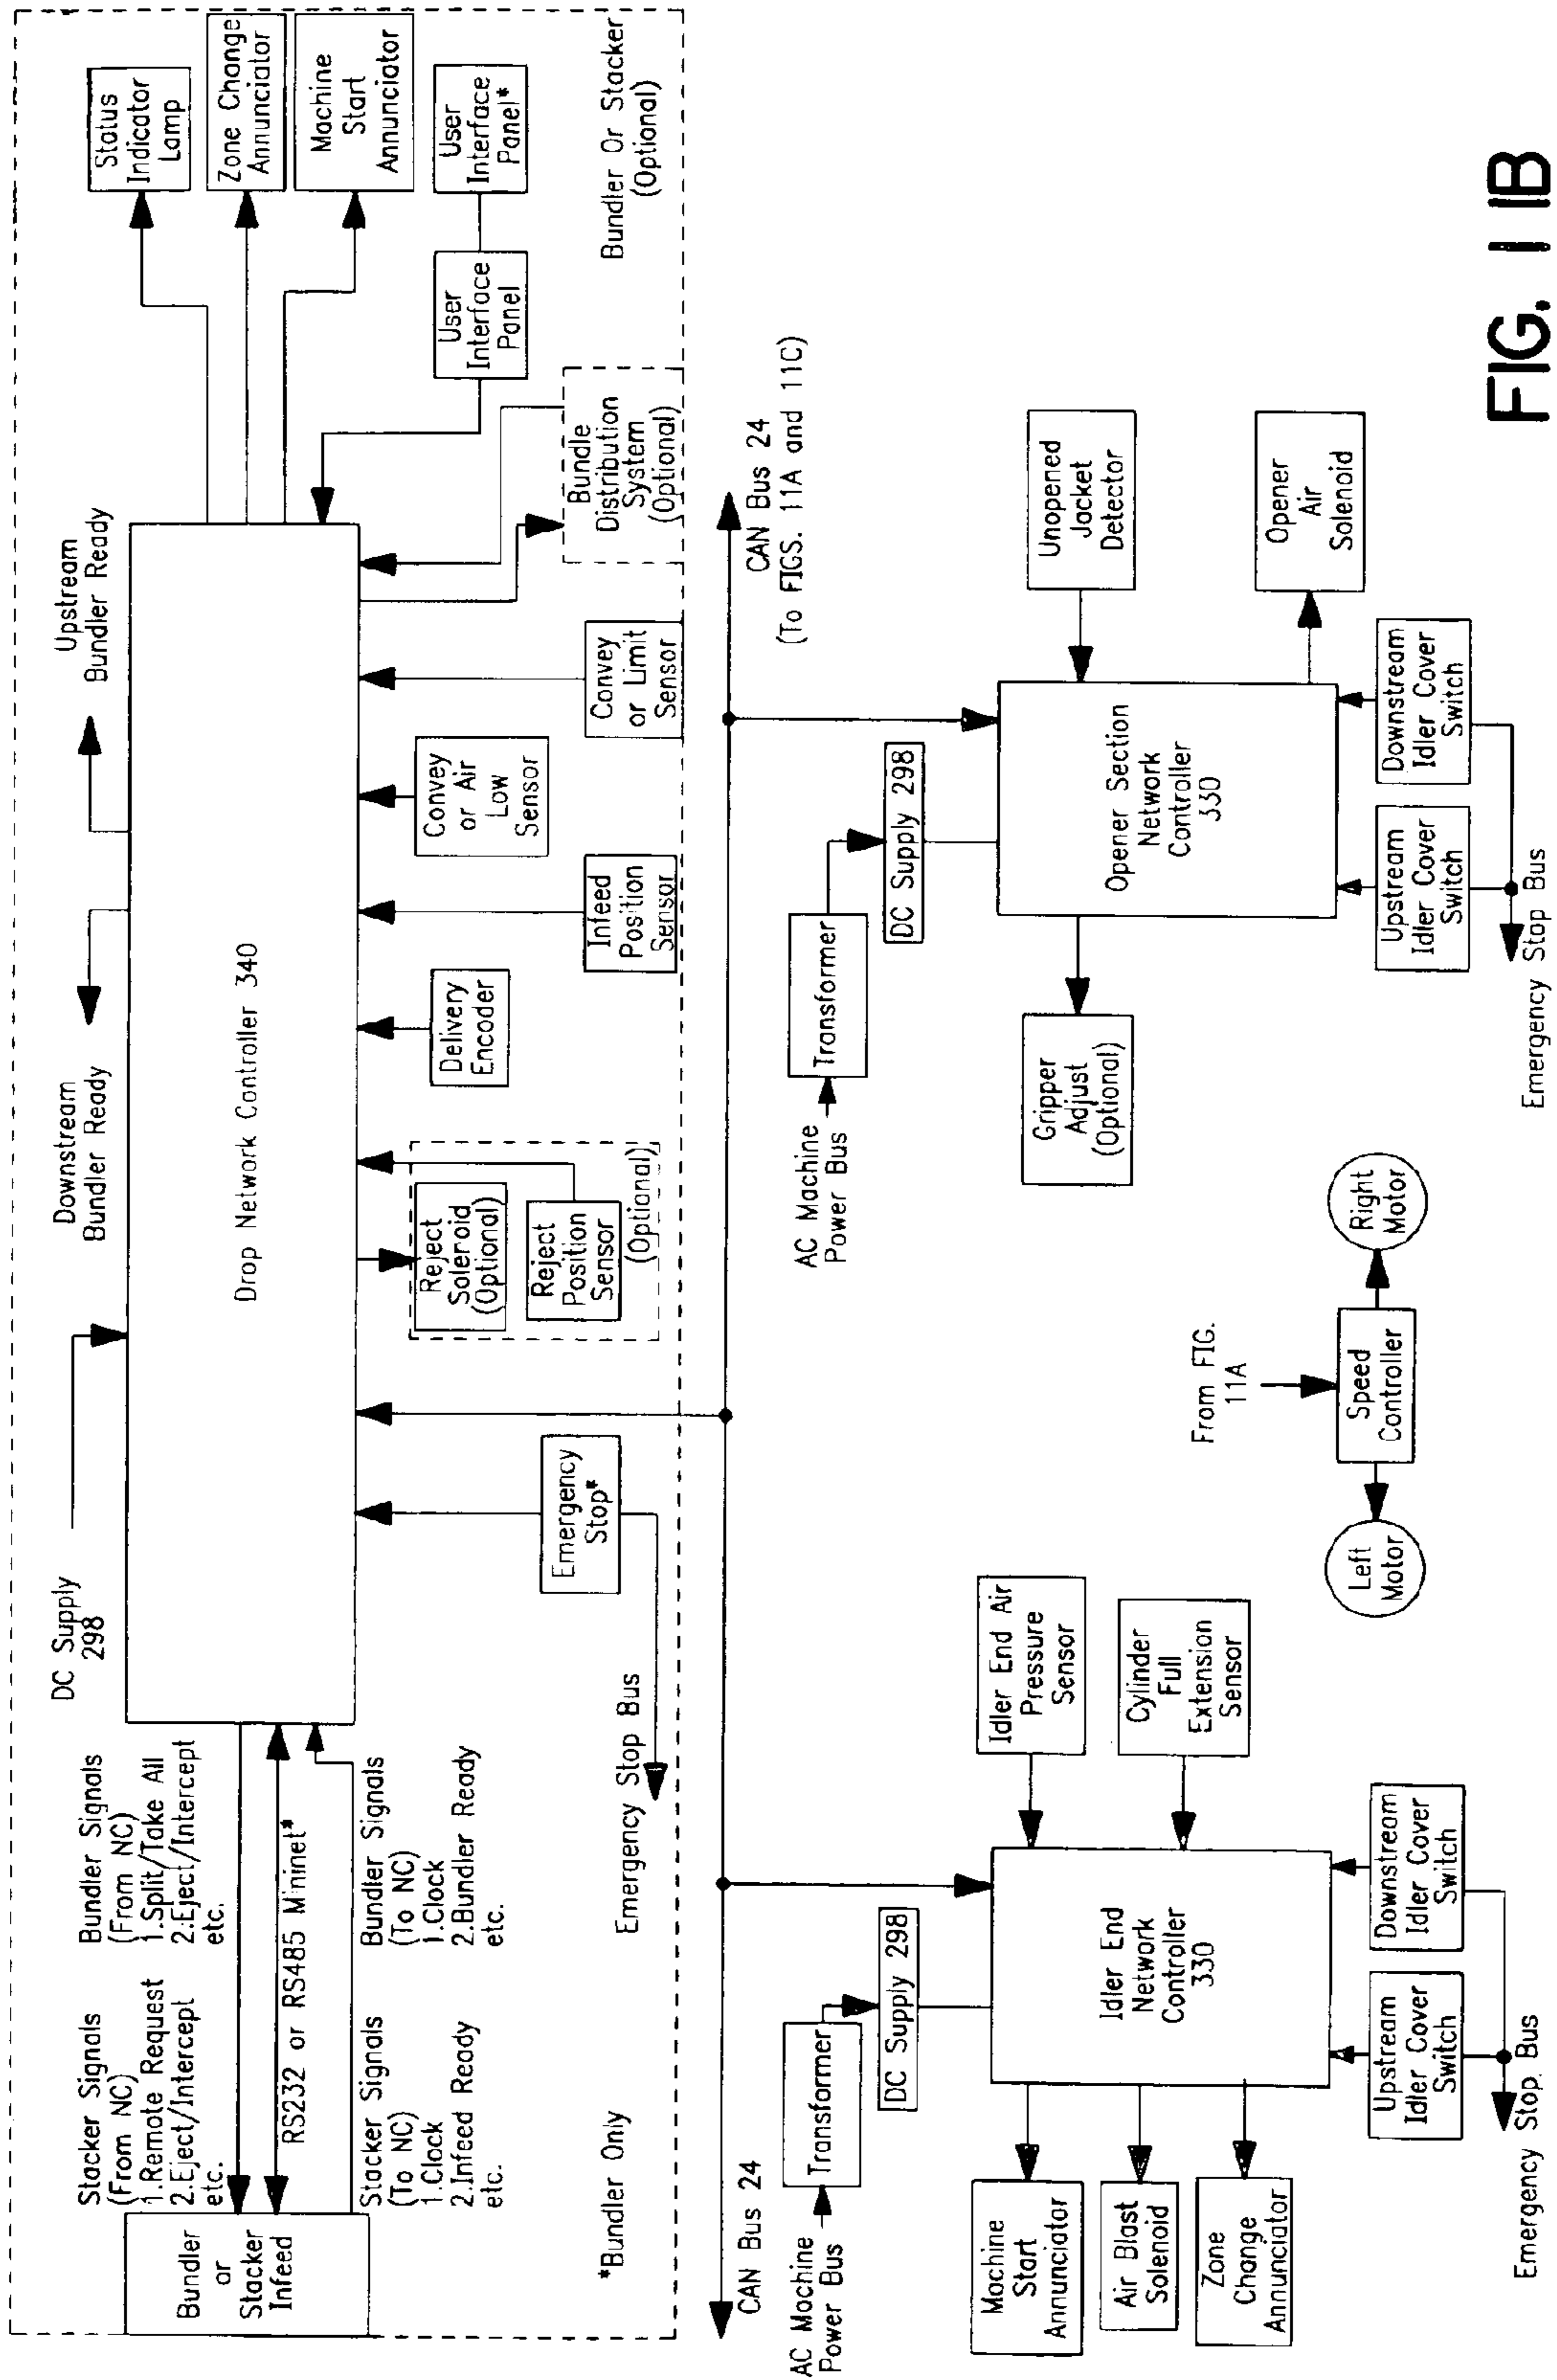 Status
Indicator
Lamp
Zone Change
Annunciator
Machine
Start
Annunciator
User
Interface
Panel*
User
Interface
Panel
Bundler Or Stacker
(Optional)
Bundle
Distribution
System
(Optional)
Upstream
Bundler Ready
Downstream
Bundler Ready
Drop Network Controller 340
Convey
or Limit
Sensor
Convey
or Air
Low
Sensor
Infeed
Position
Sensor
Delivery
Encoder
Reject
Solenoid
(Optional)
Reject
Position
Sensor
(Optional)
Emergency
Stop*
Emergency Stop Bus
DC Supply
298
Bundler Signals
(From NC)
1.Split/Take All
2.Eject/Intercept
etc.
Stacker Signals
(From NC)
1.Remote Request
2.Eject/Intercept
etc.
RS232 or RS485 Mininet*
Bundler Signals
(To NC)
1.Clock
2.Bundler Ready
etc.
Stacker Signals
(To NC)
1.Clock
2.Infeed Ready
etc.
Bundler
or
Stacker
Infeed
*Bundler Only
CAN Bus 24
CAN Bus 24
(To FIGS. 11A and 11C)
AC Machine
Power Bus
Transformer
DC Supply 298
Idler End
Network
Controller
330
Idler End Air
Pressure
Sensor
Cylinder
Full
Extension
Sensor
Machine
Start
Annunciator
Air Blast
Solenoid
Zone
Change
Annunciator
Upstream
Idler Cover
Switch
Downstream
Idler Cover
Switch
Emergency Stop Bus
From FIG.
11A
Speed
Controller
Left
Motor
Right
Motor
AC Machine
Power Bus
Transformer
DC Supply 298
Opener Section
Network
Controller
330
Gripper
Adjust
(Optional)
Unopened
Jacket
Detector
Opener
Air
Solenoid
Upstream
Idler Cover
Switch
Downstream
Idler Cover
Switch
Emergency Stop Bus
FIG. 11B